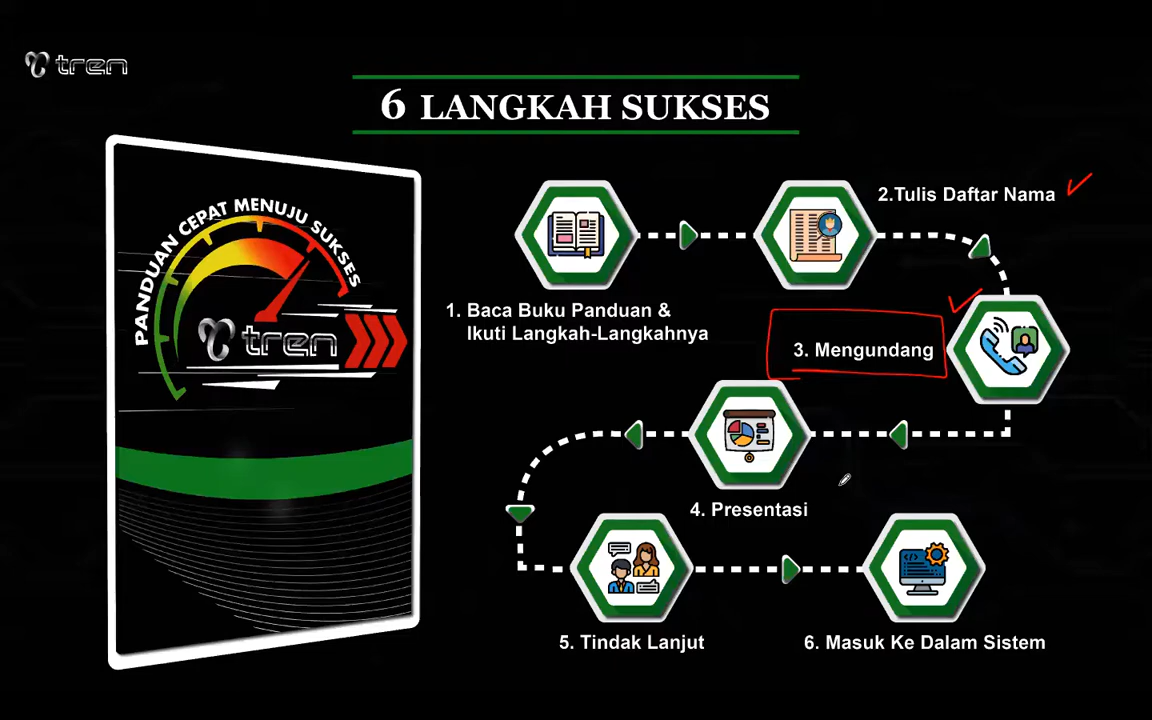 tren
6 LANGKAH SUKSES
PANDUAN CEPAT MENUJU SUKSES
tren
1. Baca Buku Panduan &
Ikuti Langkah-Langkahnya
2.Tulis Daftar Nama
3. Mengundang
4. Presentasi
5. Tindak Lanjut
6. Masuk Ke Dalam Sistem